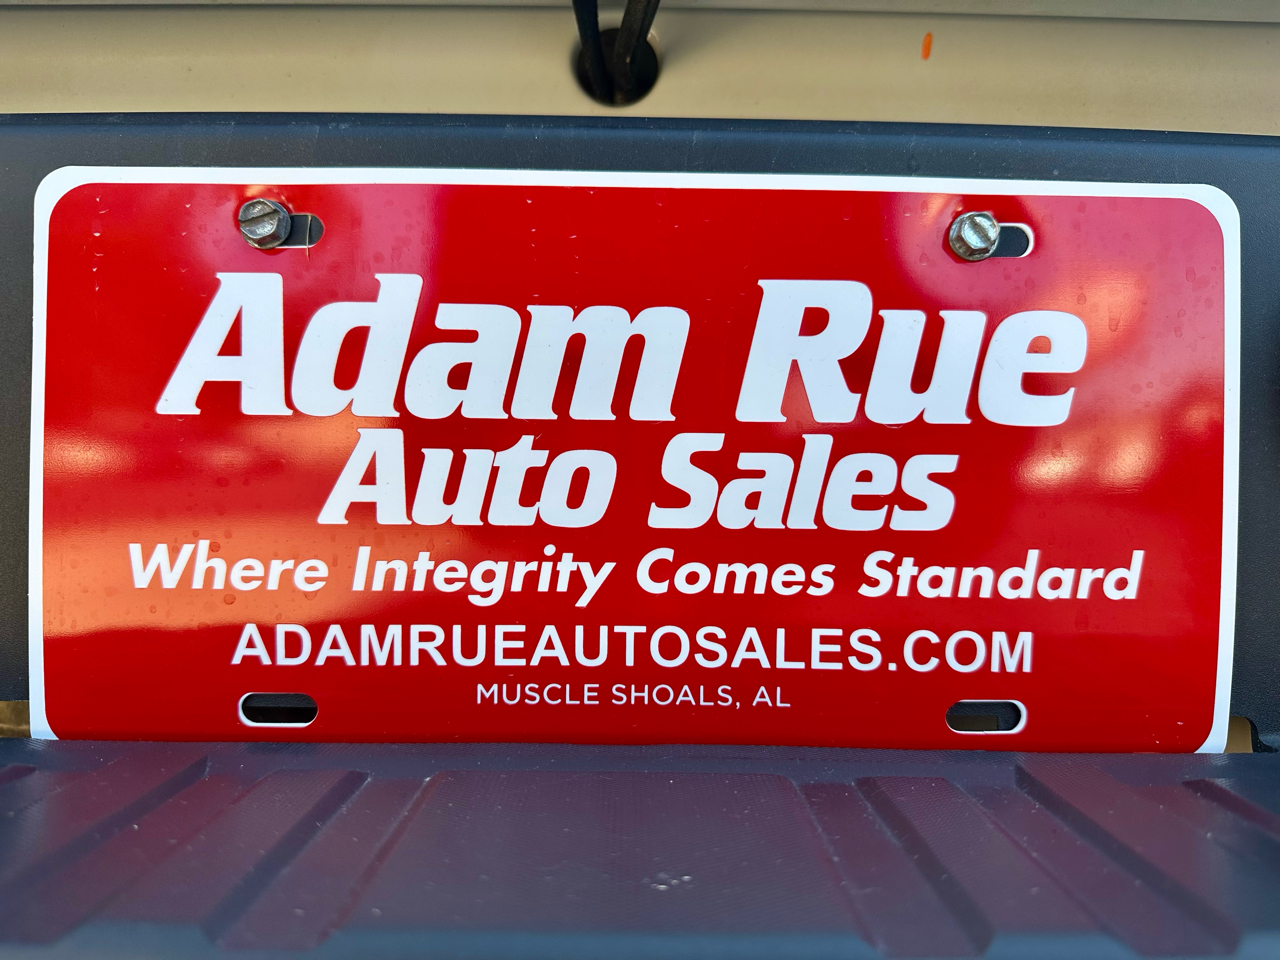 Adam Rue
Auto Sales
Where Integrity Comes Standard
ADAMRUEAUTOSALES.COM
MUSCLE SHOALS, AL